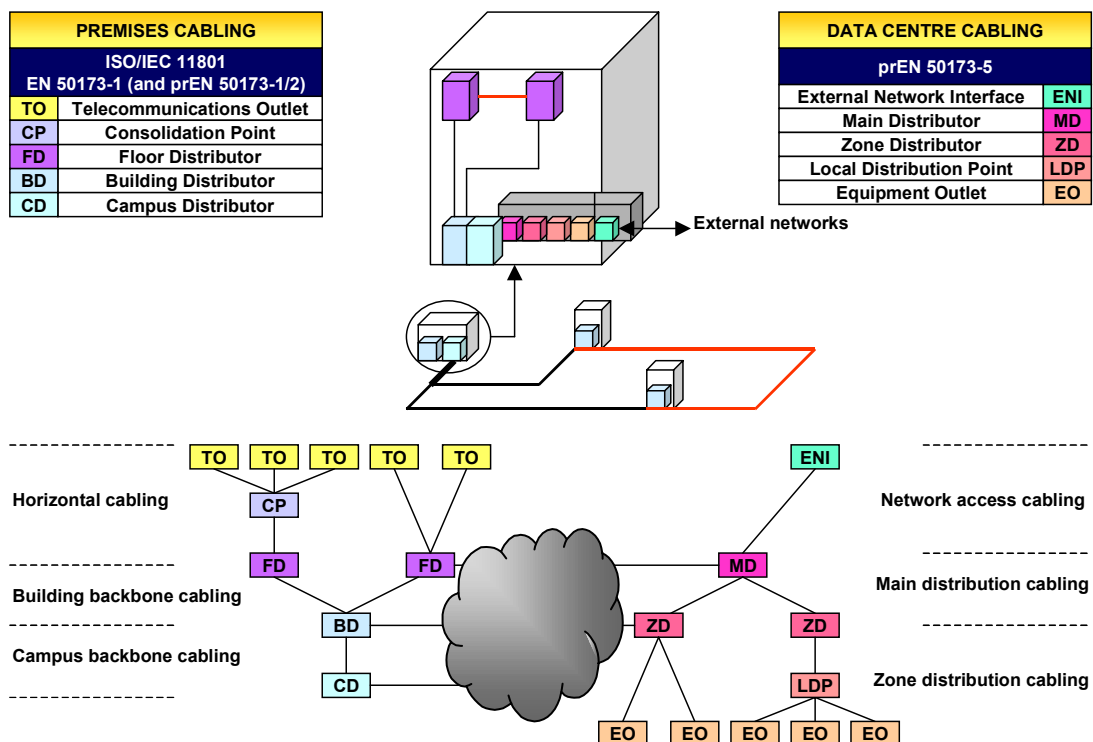 PREMISES CABLING
ISO/IEC 11801
EN 50173-1 (and prEN 50173-1/2)
TO Telecommunications Outlet
CP Consolidation Point
FD Floor Distributor
BD Building Distributor
CD Campus Distributor
DATA CENTRE CABLING
prEN 50173-5
External Network Interface ENI
Main Distributor MD
Zone Distributor ZD
Local Distribution Point LDP
Equipment Outlet EO
External networks
TO TO TO TO TO ENI
Horizontal cabling CP Network access cabling
FD FD MD
Building backbone cabling Main distribution cabling
BD ZD ZD
Campus backbone cabling
CD LDP Zone distribution cabling
EO EO EO EO EO